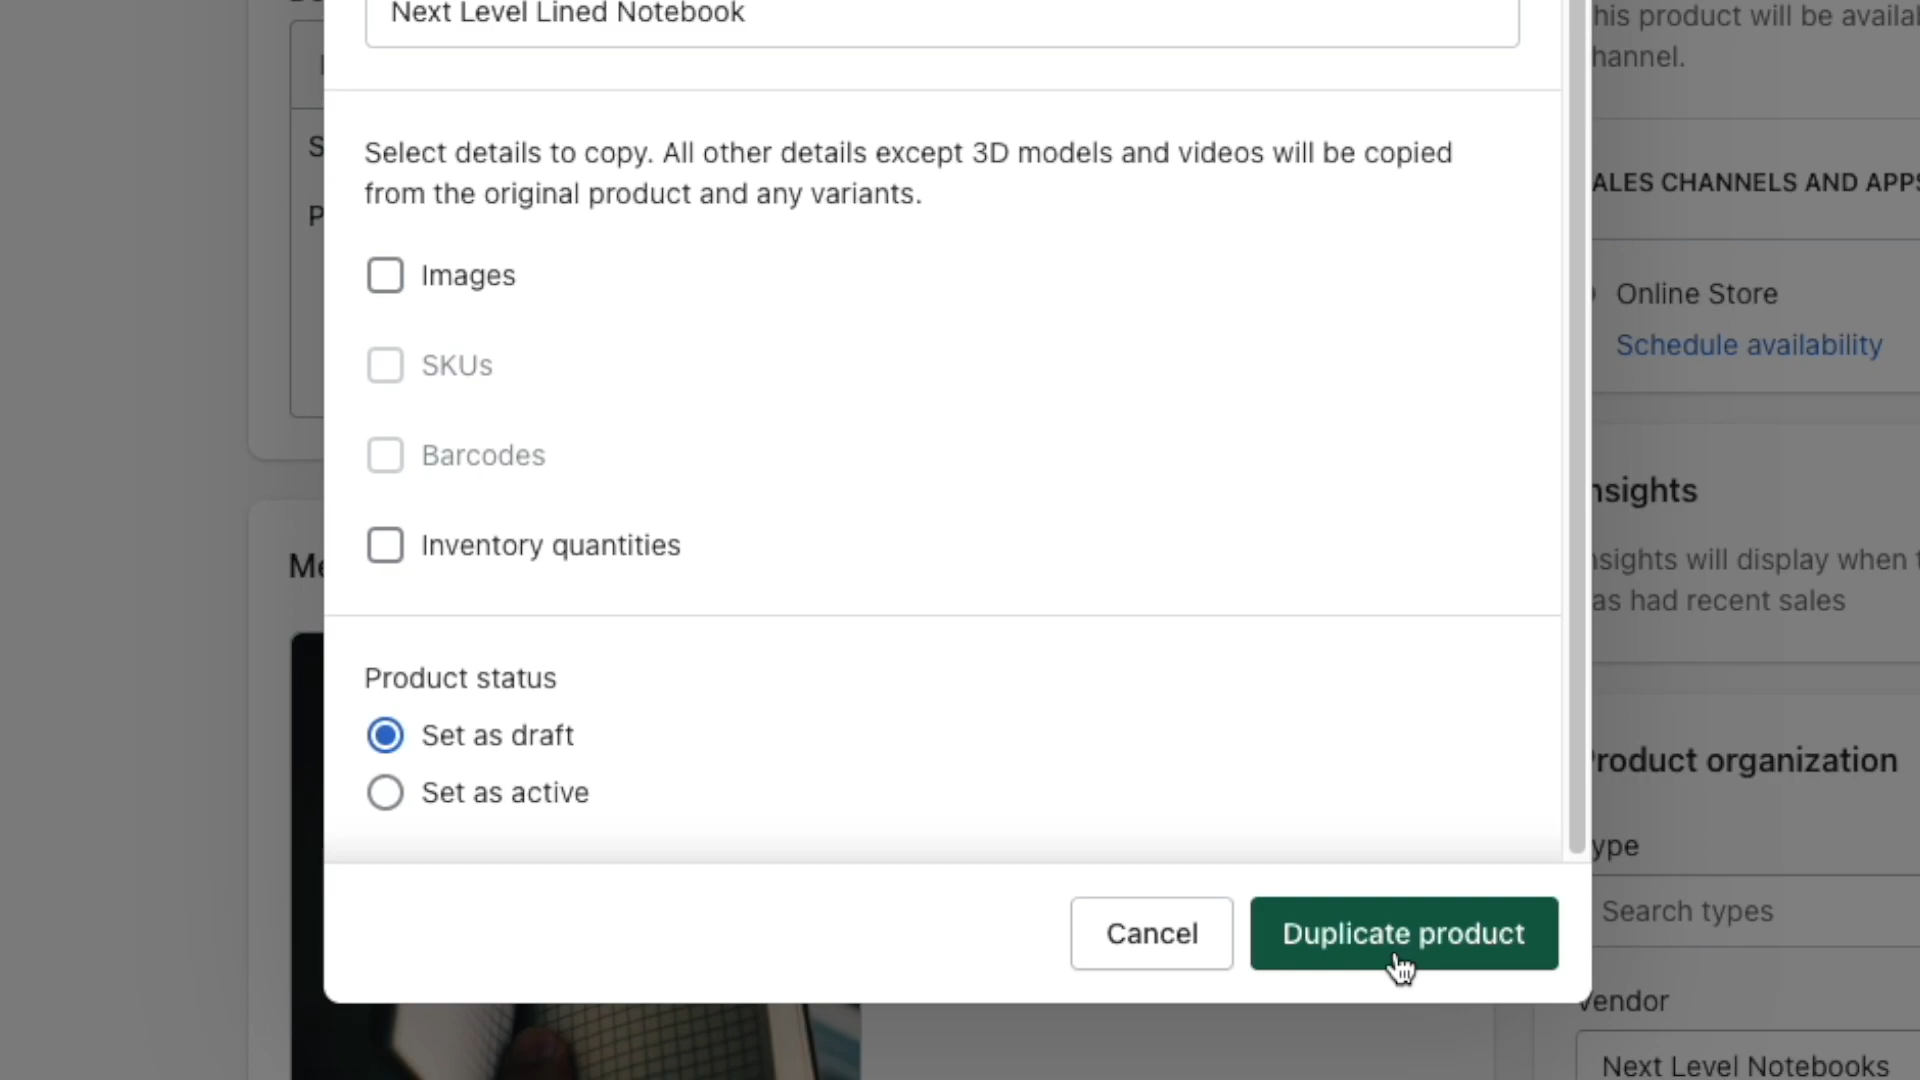 Next Level Lined Notebook
Select details to copy. All other details except 3D models and videos will be copied
from the original product and any variants.
Images
SKUs
Barcodes
Inventory quantities
Product status
Set as draft
Set as active
Cancel
Duplicate product
his product will be availa
hannel.
ALES CHANNELS AND APPS
Online Store
Schedule availability
nsights
nsights will display when
as had recent sales
roduct organization
ype
Search types
endor
Next Level Notebooks
S
P
Me